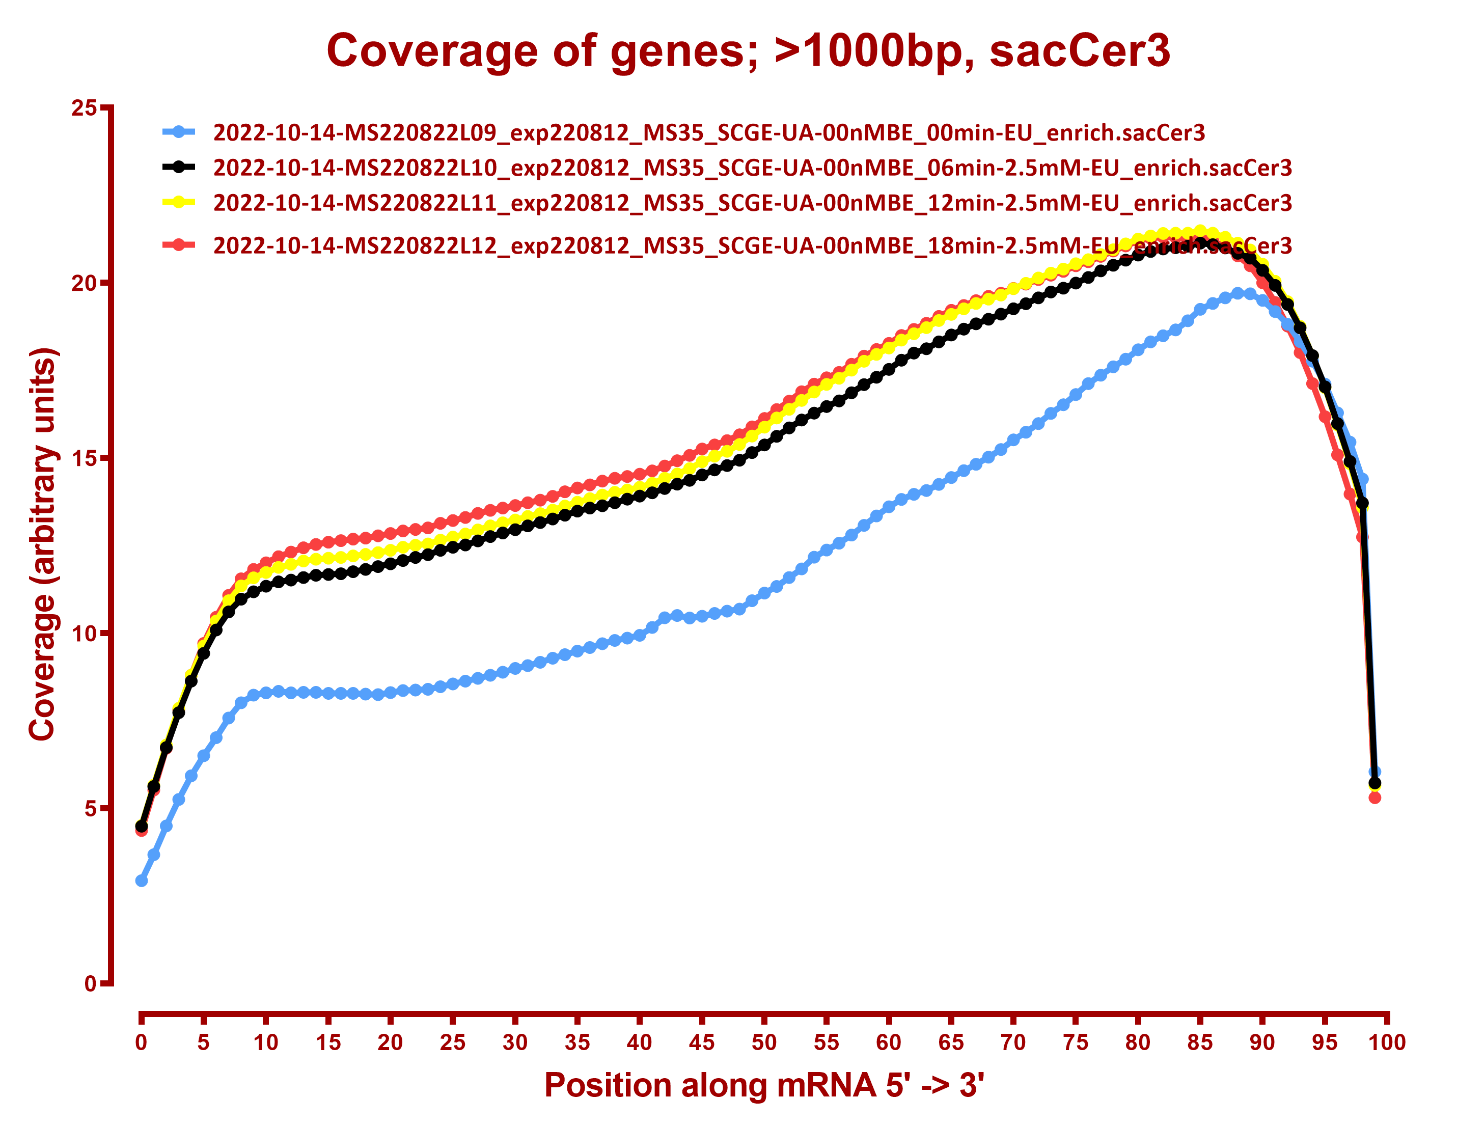 Coverage of genes; >1000bp, sacCer3
25
2022-10-14-MS220822L09_exp220812_MS35_SCGE-UA-00nMBE_00min-EU_enrich.sacCer3
2022-10-14-MS220822L10_exp220812_MS35_SCGE-UA-00nMBE_06min-2.5mM-EU_enrich.sacCer3
2022-10-14-MS220822L11_exp220812_MS35_SCGE-UA-00nMBE_12min-2.5mM-EU_enrich.sacCer3
2022-10-14-MS220822L12_exp220812_MS35_SCGE-UA-00nMBE_18min-2.5mM-EU_enrich.sacCer3
20
15
10
5
0
Coverage (arbitrary units)
0 5 10 15 20 25 30 35 40 45 50 55 60 65 70 75 80 85 90 95 100
Position along mRNA 5' -> 3'